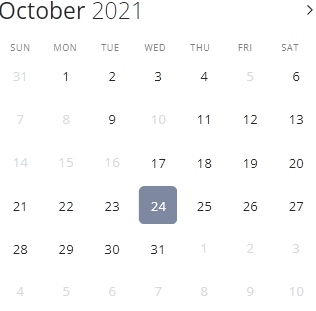 October 2021
SUN MON TUE WED THU FRI SAT
31 1 2 3 4 5 6
7 8 9 10 11 12 13
14 15 16 17 18 19 20
21 22 23 24 25 26 27
28 29 30 31 1 2 3
4 5 6 7 8 9 10